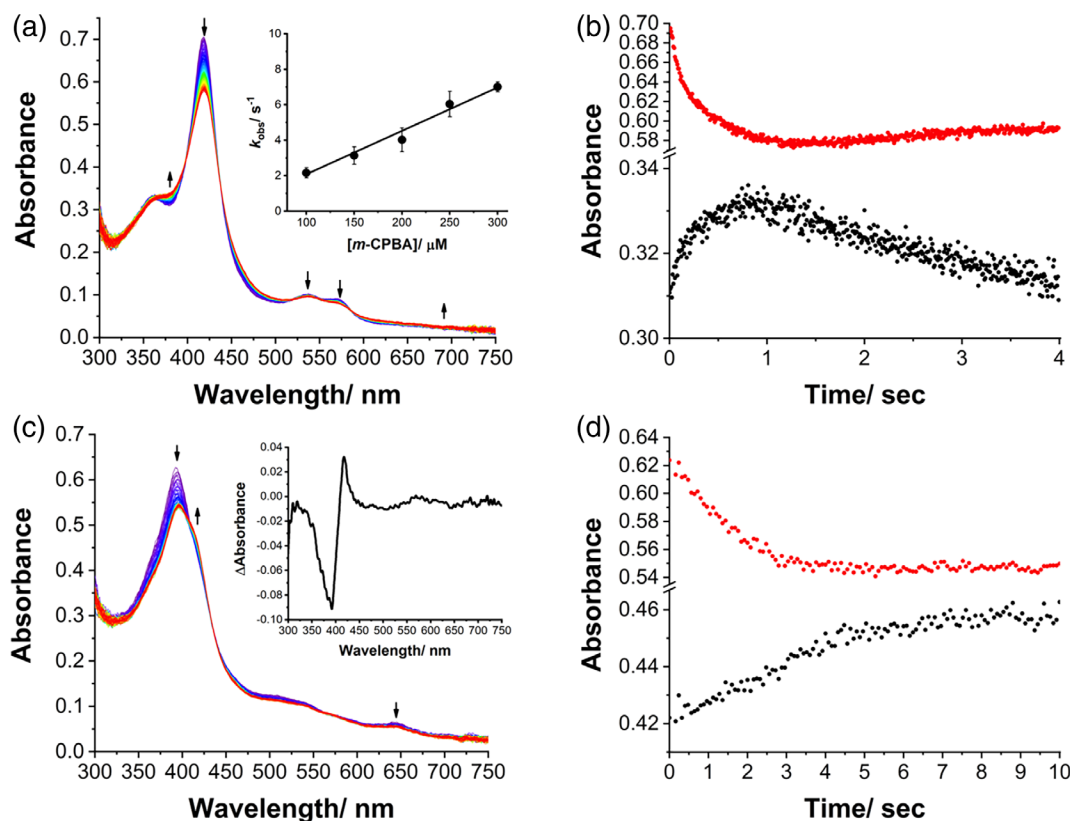 (a)
Absorbance
0.7
0.6
0.5
0.4
0.3
0.2
0.1
0.0
300 350 400 450 500 550 600 650 700 750
Wavelength/ nm
kobs/ s-1
8
6
4
2
0
100 150 200 250 300
[m-CPBA]/ μM
(b)
Absorbance
0.70
0.66
0.62
0.58
0.34
0.32
0.30
0 1 2 3 4
Time/ sec
(c)
Absorbance
0.7
0.6
0.5
0.4
0.3
0.2
0.1
0.0
300 350 400 450 500 550 600 650 700 750
Wavelength/ nm
ΔAbsorbance
0.04
0.02
0.00
-0.02
-0.04
-0.06
-0.08
-0.10
300 350 400 450 500 550 600 650 700 750
Wavelength/ nm
(d)
Absorbance
0.64
0.62
0.60
0.58
0.56
0.54
0.46
0.44
0.42
0 1 2 3 4 5 6 7 8 9 10
Time/ sec